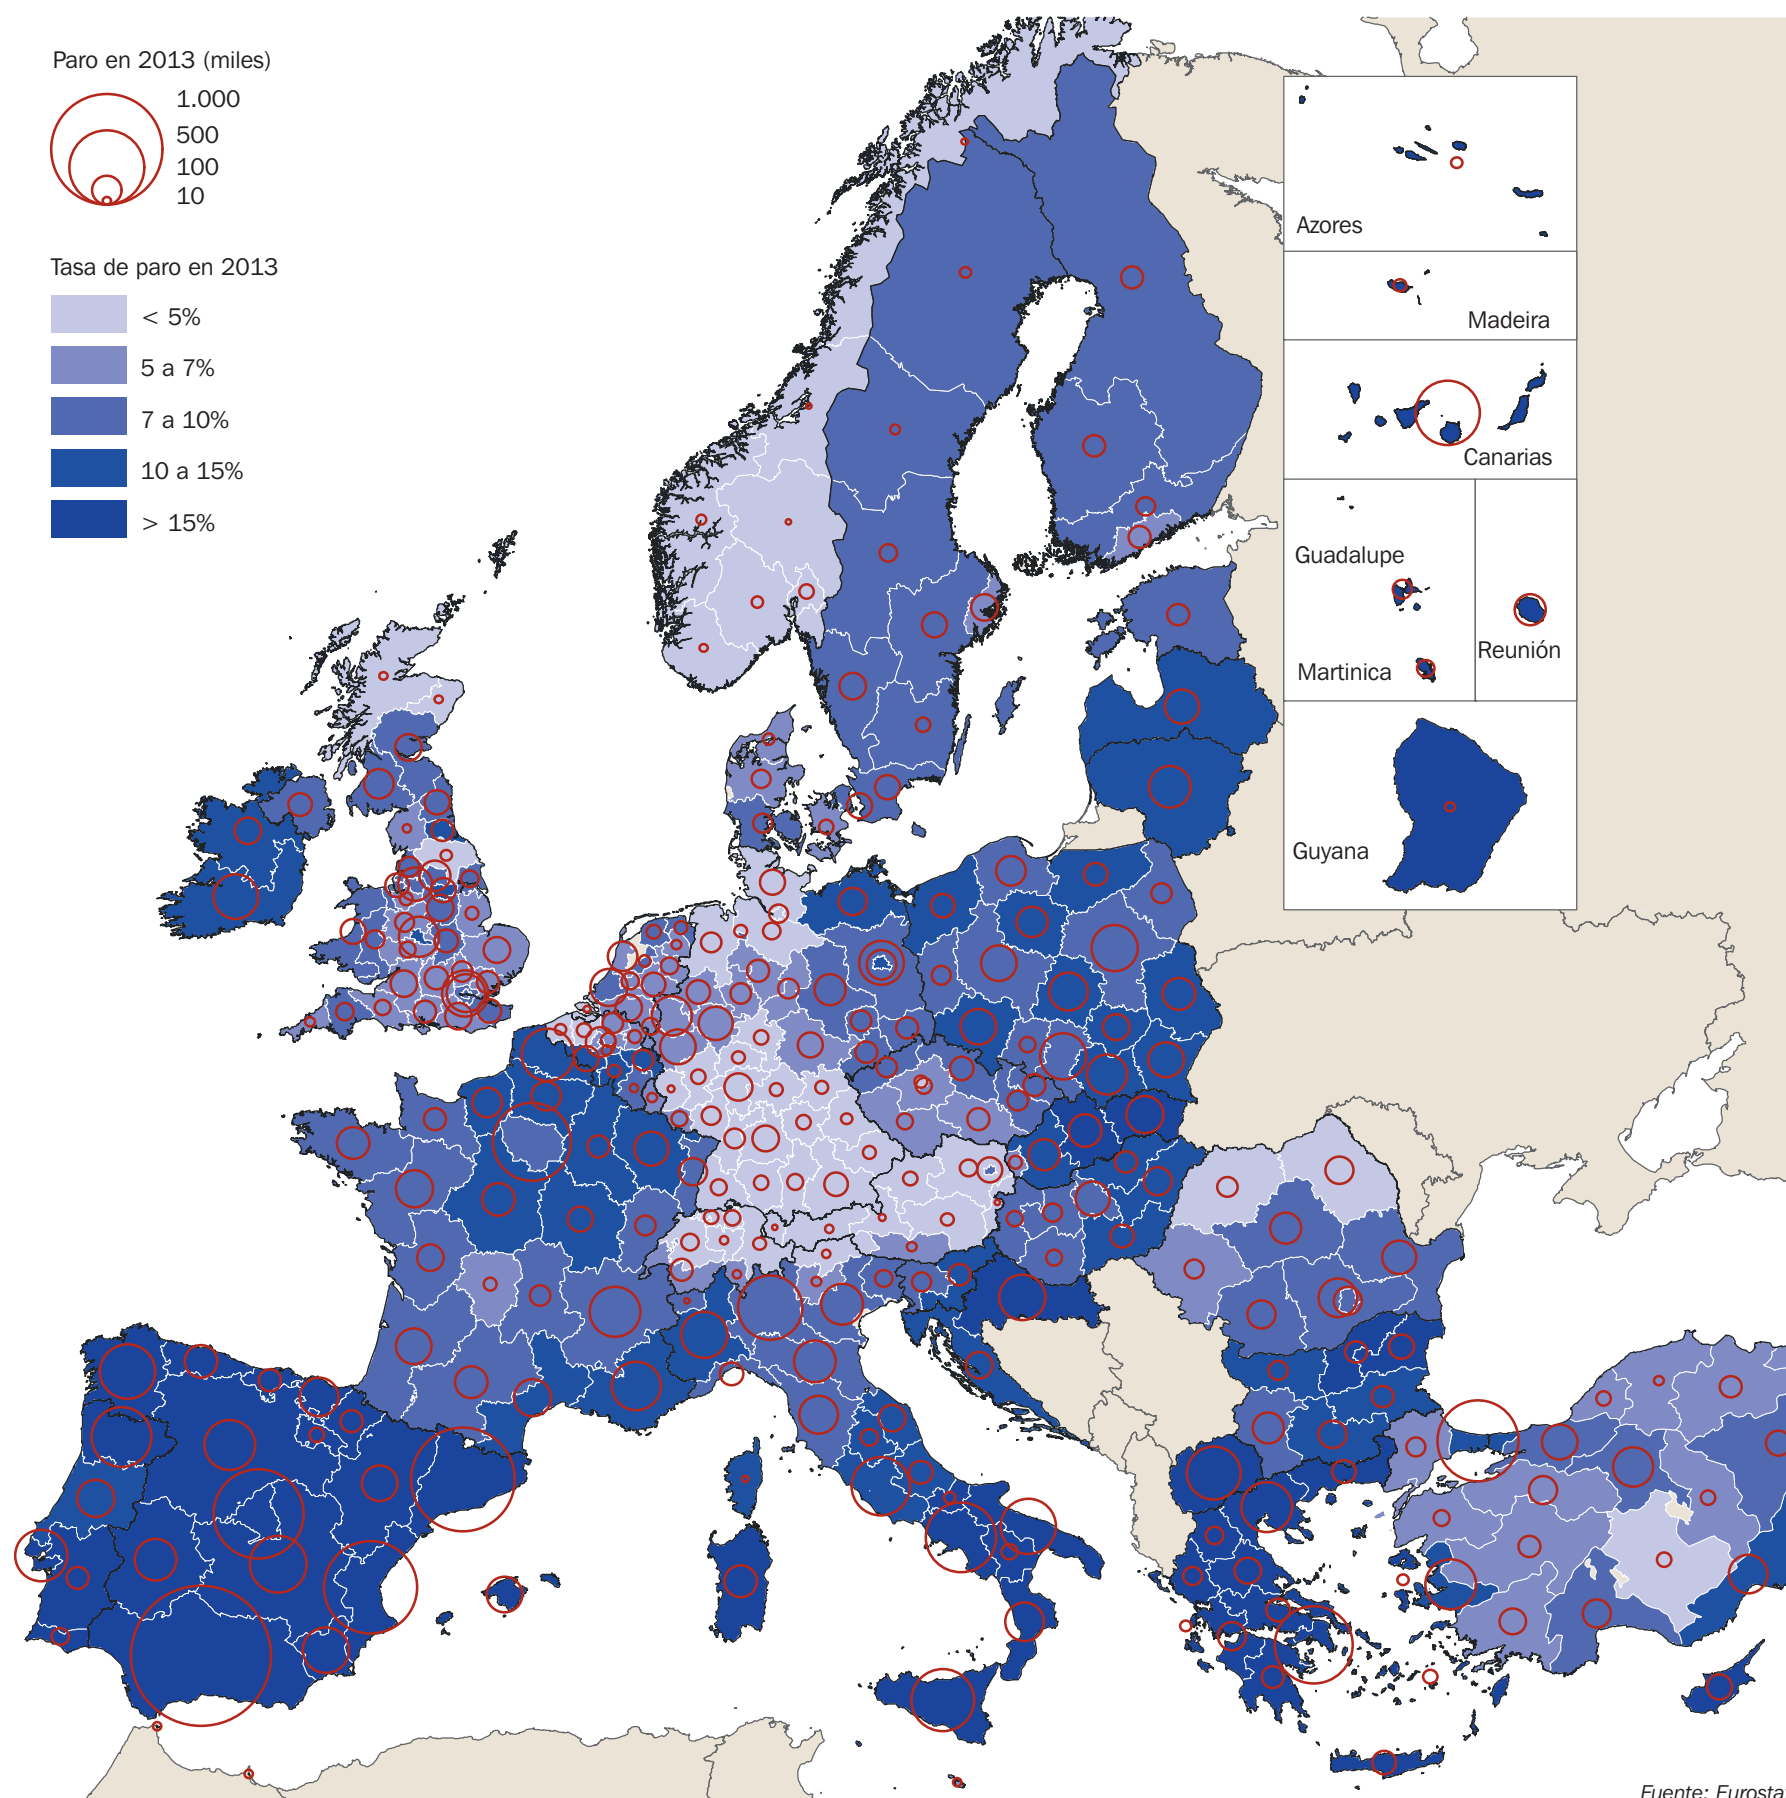 Paro en 2013 (miles)
1.000
500
100
10
Tasa de paro en 2013
< 5%
5 a 7%
7 a 10%
10 a 15%
> 15%
Azores
Madeira
Canarias
Guadalupe
Reunión
Martinica
Guyana
Fuente: Eurosta